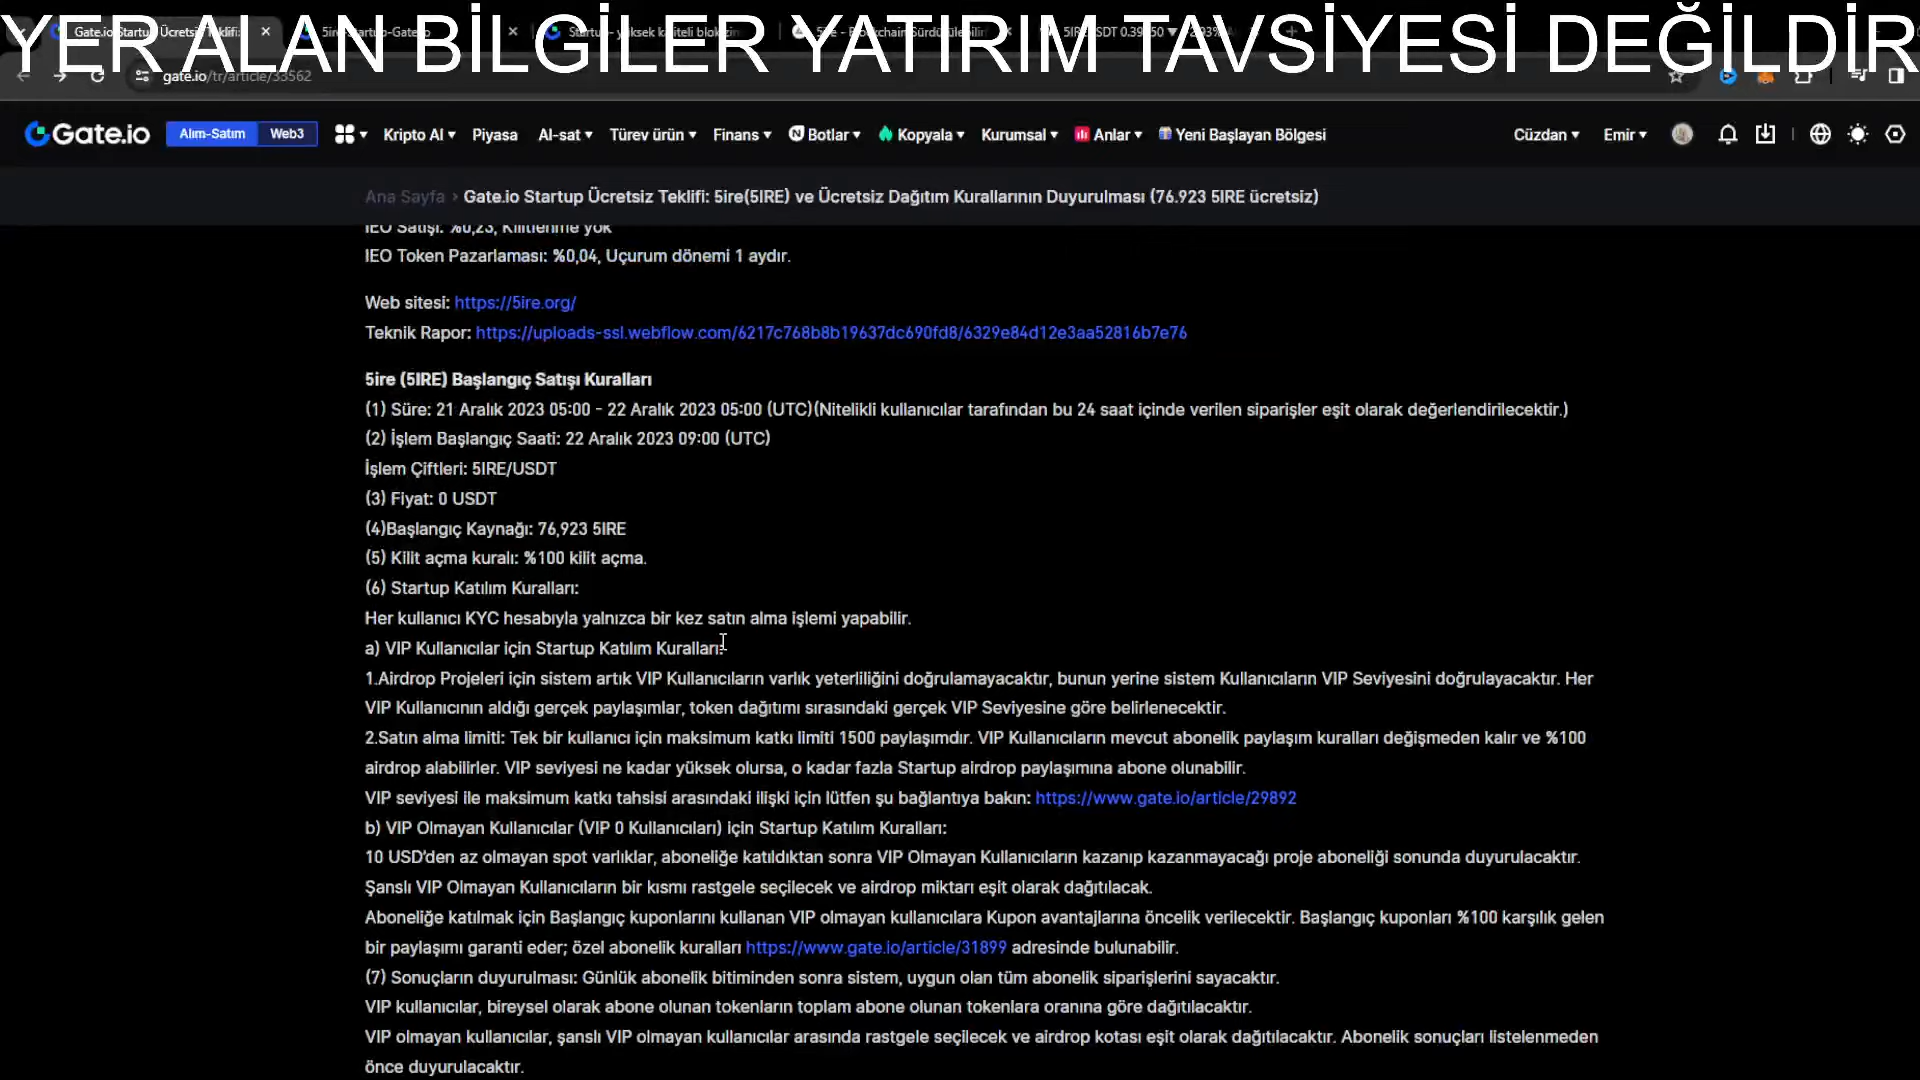 YER ALAN BİLGİLER YATIRIM TAVSİYESİ DEĞİLDİR
gate.io/tr/article/33562
Gate.io Alım-Satım Web3 Kripto Al Piyasa Al-sat Türev ürün Finans Botlar Kopyala Kurumsal Anlar Yeni Başlayan Bölgesi Cüzdan Emir
Ana Sayfa > Gate.io Startup Ücretsiz Teklifi: 5ire(5IRE) ve Ücretsiz Dağıtım Kurallarının Duyurulması (76.923 5IRE ücretsiz)
IEO Satışı: %0,23, Kilitlenme yok
IEO Token Pazarlaması: %0,04, Uçurum dönemi 1 aydır.
Web sitesi: https://5ire.org/
Teknik Rapor: https://uploads-ssl.webflow.com/6217c768b8b19637dc690fd8/6329e84d12e3aa52816b7e76
5ire (5IRE) Başlangıç Satışı Kuralları
(1) Süre: 21 Aralık 2023 05:00 - 22 Aralık 2023 05:00 (UTC)(Nitelikli kullanıcılar tarafından bu 24 saat içinde verilen siparişler eşit olarak değerlendirilecektir.)
(2) İşlem Başlangıç Saati: 22 Aralık 2023 09:00 (UTC)
İşlem Çiftleri: 5IRE/USDT
(3) Fiyat: 0 USDT
(4)Başlangıç Kaynağı: 76,923 5IRE
(5) Kilit açma kuralı: %100 kilit açma.
(6) Startup Katılım Kuralları:
Her kullanıcı KYC hesabıyla yalnızca bir kez satın alma işlemi yapabilir.
a) VIP Kullanıcılar için Startup Katılım Kuralları:
1.Airdrop Projeleri için sistem artık VIP Kullanıcıların varlık yeterliliğini doğrulamayacaktır, bunun yerine sistem Kullanıcıların VIP Seviyesini doğrulayacaktır. Her
VIP Kullanıcının aldığı gerçek paylaşımlar, token dağıtımı sırasındaki gerçek VIP Seviyesine göre belirlenecektir.
2.Satın alma limiti: Tek bir kullanıcı için maksimum katkı limiti 1500 paylaşımdır. VIP Kullanıcıların mevcut abonelik paylaşım kuralları değişmeden kalır ve %100
airdrop alabilirler. VIP seviyesi ne kadar yüksek olursa, o kadar fazla Startup airdrop paylaşımına abone olunabilir.
VIP seviyesi ile maksimum katkı tahsisi arasındaki ilişki için lütfen şu bağlantıya bakın: https://www.gate.io/article/29892
b) VIP Olmayan Kullanıcılar (VIP 0 Kullanıcıları) için Startup Katılım Kuralları:
10 USD'den az olmayan spot varlıklar, aboneliğe katıldıktan sonra VIP Olmayan Kullanıcıların kazanıp kazanmayacağı proje aboneliği sonunda duyurulacaktır.
Şanslı VIP Olmayan Kullanıcıların bir kısmı rastgele seçilecek ve airdrop miktarı eşit olarak dağıtılacak.
Aboneliğe katılmak için Başlangıç kuponlarını kullanan VIP olmayan kullanıcılara Kupon avantajlarına öncelik verilecektir. Başlangıç kuponları %100 karşılık gelen
bir paylaşımı garanti eder; özel abonelik kuralları https://www.gate.io/article/31899 adresinde bulunabilir.
(7) Sonuçların duyurulması: Günlük abonelik bitiminden sonra sistem, uygun olan tüm abonelik siparişlerini sayacaktır.
VIP kullanıcılar, bireysel olarak abone olunan tokenların toplam abone olunan tokenlara oranına göre dağıtılacaktır.
VIP olmayan kullanıcılar, şanslı VIP olmayan kullanıcılar arasında rastgele seçilecek ve airdrop kotası eşit olarak dağıtılacaktır. Abonelik sonuçları listelenmeden
önce duyurulacaktır.